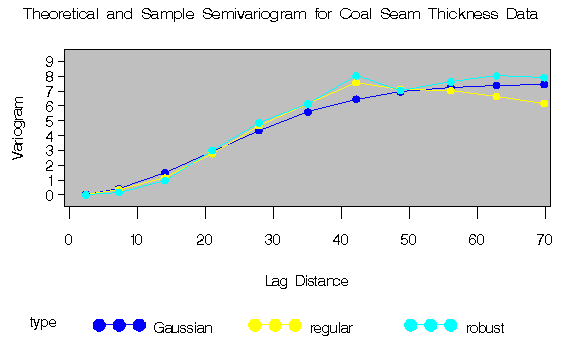 Theoretical and Sample Semivariogram for Coal Seam Thickness Data
Variogram
9
8
7
6
5
4
3
2
1
0
0 10 20 30 40 50 60 70
Lag Distance
type Gaussian regular robust